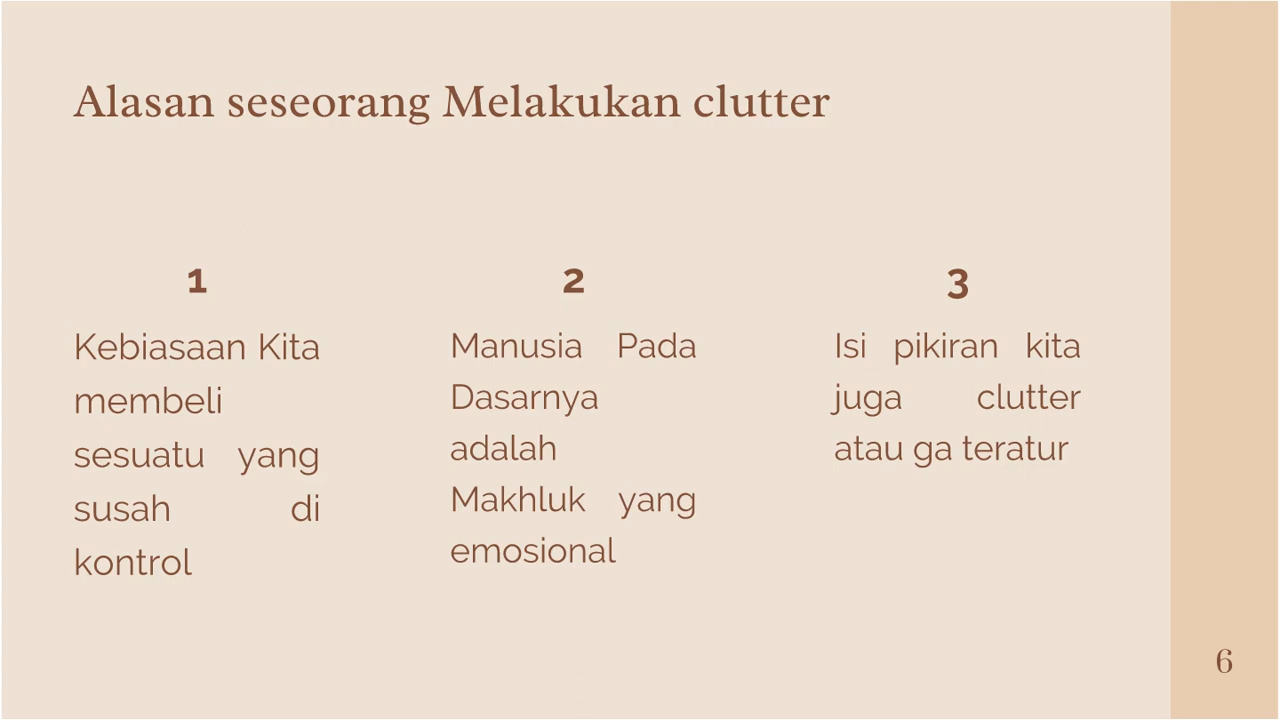 Alasan seseorang Melakukan clutter
1
Kebiasaan Kita
membeli
sesuatu yang
susah di
kontrol
2
Manusia Pada
Dasarnya
adalah
Makhluk yang
emosional
3
Isi pikiran kita
juga clutter
atau ga teratur
6